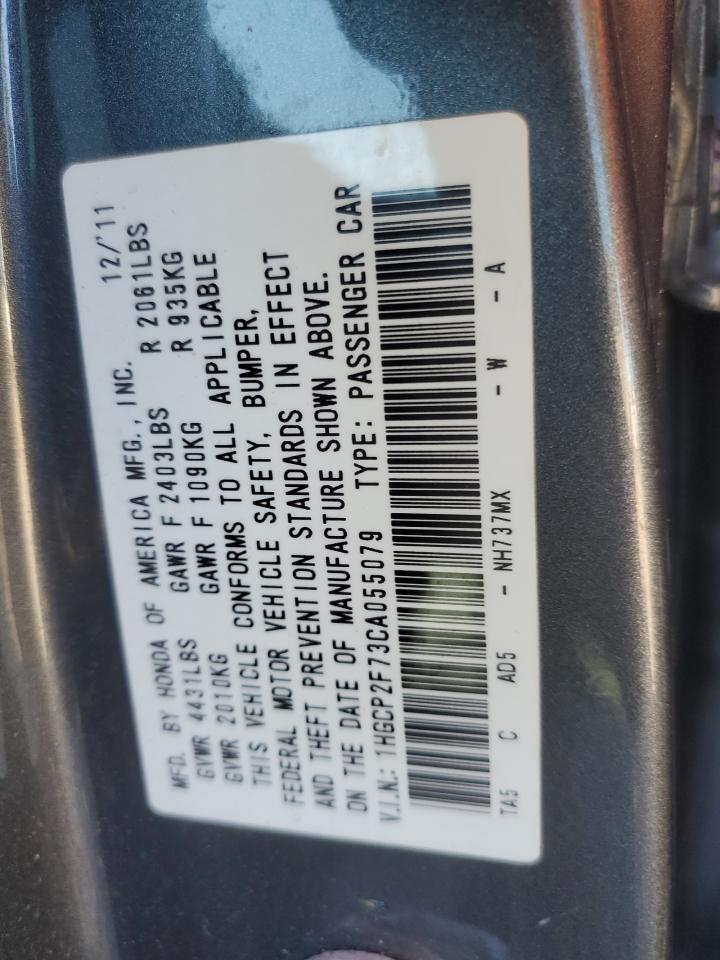 MFD. BY HONDA OF AMERICA MFG., INC. 12/'11
GVWR 4431LBS GAWR F 2403LBS R 2061LBS
GVWR 2010KG GAWR F 1090KG R 935KG
THIS VEHICLE CONFORMS TO ALL APPLICABLE
FEDERAL MOTOR VEHICLE SAFETY, BUMPER,
AND THEFT PREVENTION STANDARDS IN EFFECT
ON THE DATE OF MANUFACTURE SHOWN ABOVE.
V.I.N.: 1HGCP2F73CA055079 TYPE: PASSENGER CAR
TA5 C AD5 - NH737MX - W - A